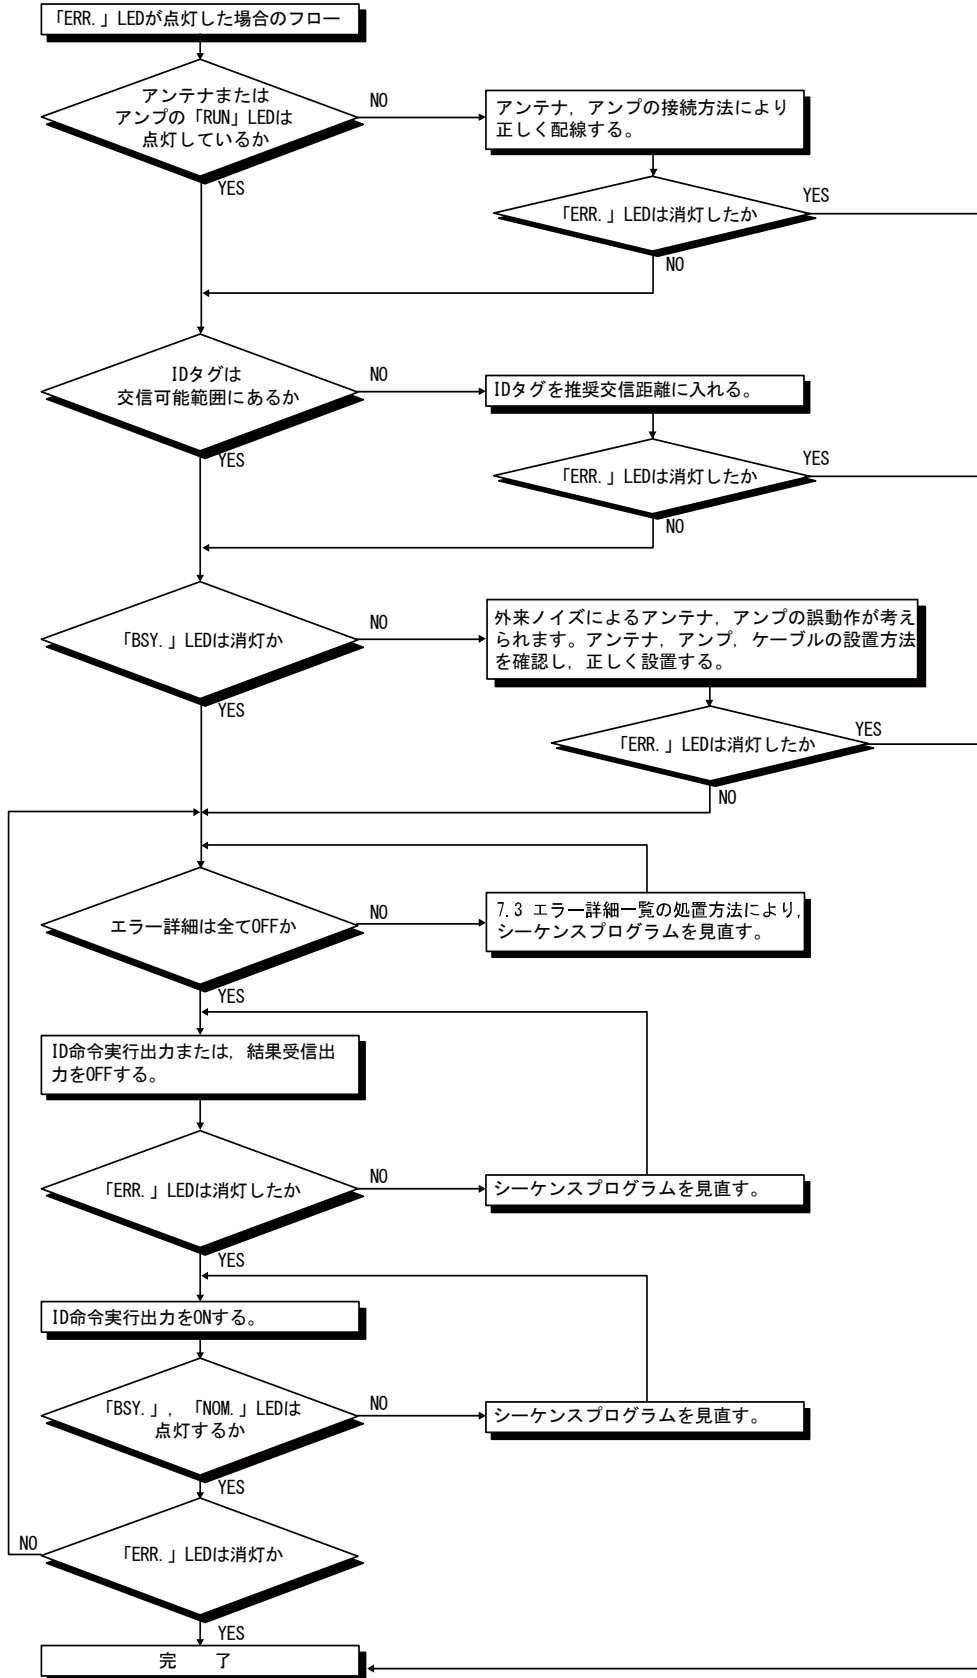 「ERR.」LEDが点灯した場合のフロー
アンテナまたは
アンプの「RUN」LEDは
点灯しているか
NO
アンテナ，アンプの接続方法により
正しく配線する。
YES
「ERR.」LEDは消灯したか
YES
NO
IDタグは
交信可能範囲にあるか
NO
IDタグを推奨交信距離に入れる。
YES
「ERR.」LEDは消灯したか
YES
NO
「BSY.」LEDは消灯か
NO
外来ノイズによるアンテナ，アンプの誤動作が考え
られます。アンテナ，アンプ，ケーブルの設置方法
を確認し，正しく設置する。
YES
「ERR.」LEDは消灯したか
YES
NO
エラー詳細は全てOFFか
NO
7.3 エラー詳細一覧の処置方法により，
シーケンスプログラムを見直す。
YES
ID命令実行出力または，結果受信出
力をOFFする。
「ERR.」LEDは消灯したか
NO
シーケンスプログラムを見直す。
YES
ID命令実行出力をONする。
「BSY.」，「NOM.」LEDは
点灯するか
NO
シーケンスプログラムを見直す。
YES
NO
「ERR.」LEDは消灯か
YES
完　了